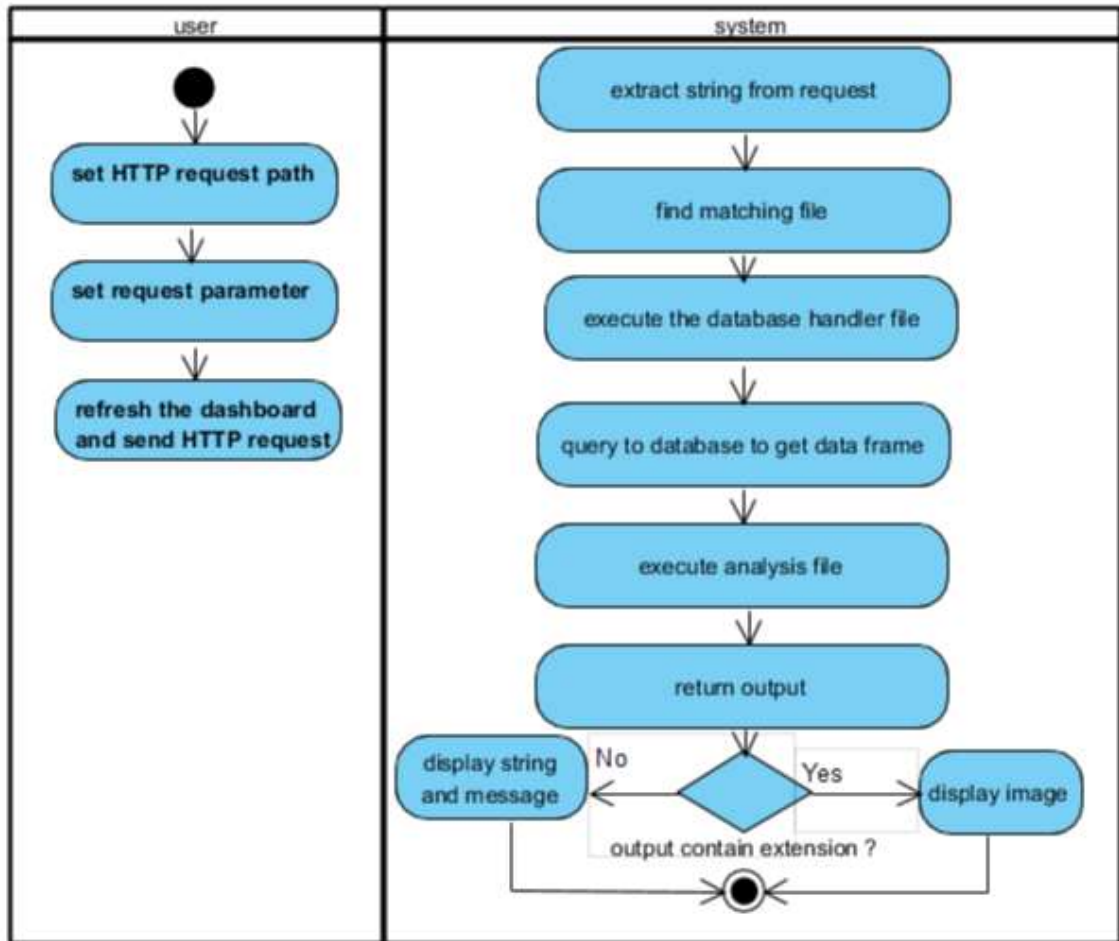 user
system
set HTTP request path
set request parameter
refresh the dashboard
and send HTTP request
extract string from request
find matching file
execute the database handler file
query to database to get data frame
execute analysis file
return output
No
Yes
display string
and message
display image
output contain extension ?